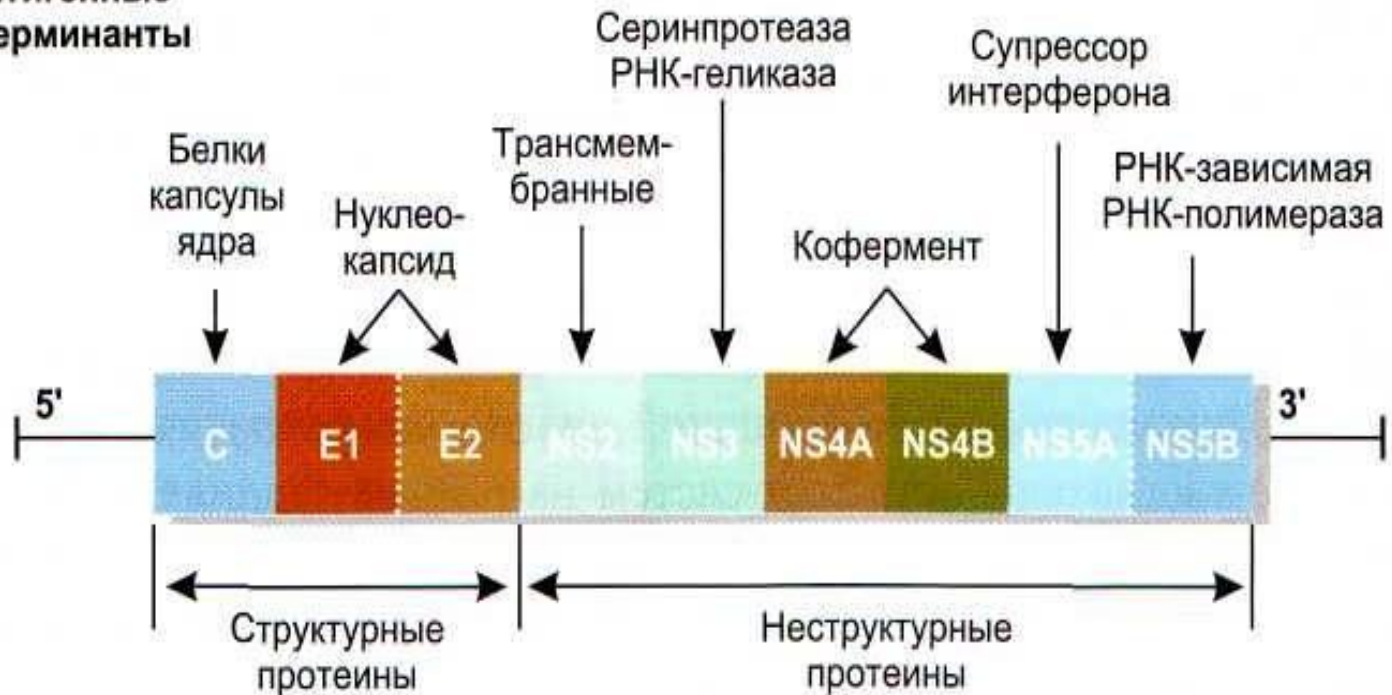 ерминанты
Белки
капсулы
ядра
Нуклео-
капсид
Трансмем-
бранные
Серинпротеаза
РНК-геликаза
Кофермент
Супрессор
интерферона
РНК-зависимая
РНК-полимераза
5'
C
E1
E2
NS2
NS3
NS4A
NS4B
NS5A
NS5B
3'
Структурные
протеины
Неструктурные
протеины